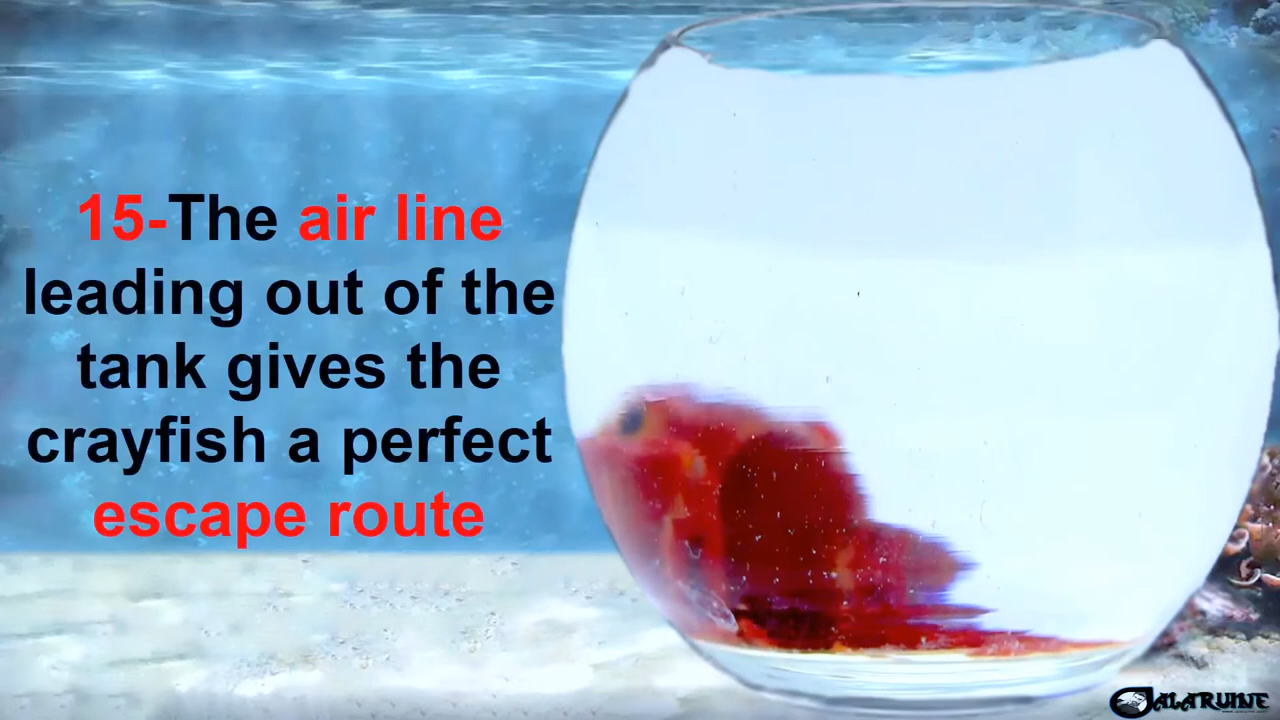 15-The air line
leading out of the
tank gives the
crayfish a perfect
escape route